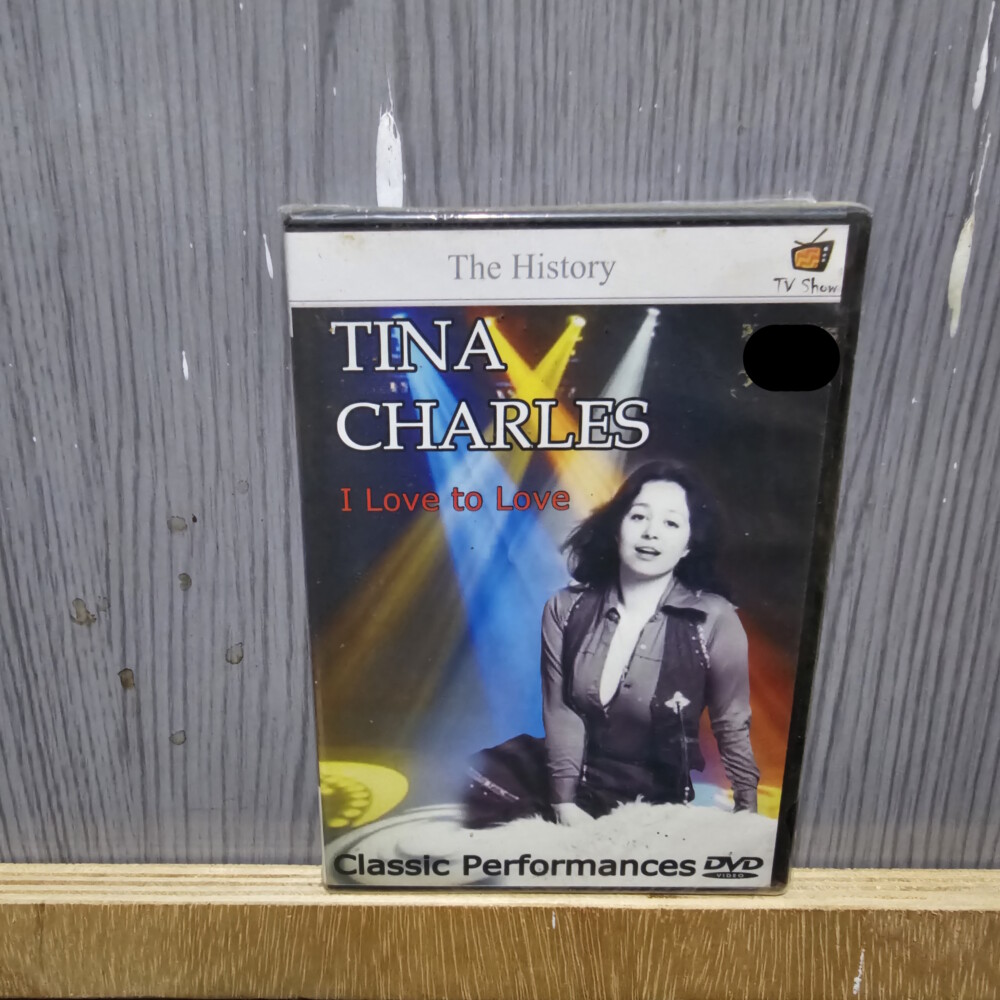 The History
TV Show
TINA
CHARLES
I Love to Love
Classic Performances DVD
VIDEO